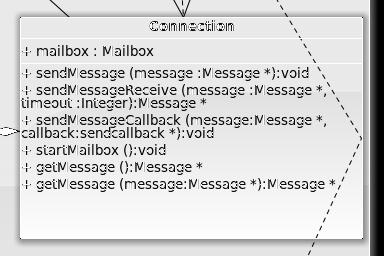 Connection
+ mailbox : Mailbox
+ sendMessage (message :Message *):void
+ sendMessageReceive (message :Message *,
timeout :Integer):Message *
+ sendMessageCallback (message:Message *,
callback:sendcallback *):void
+ startMailbox ():void
+ getMessage ():Message *
+ getMessage (message:Message *):Message *